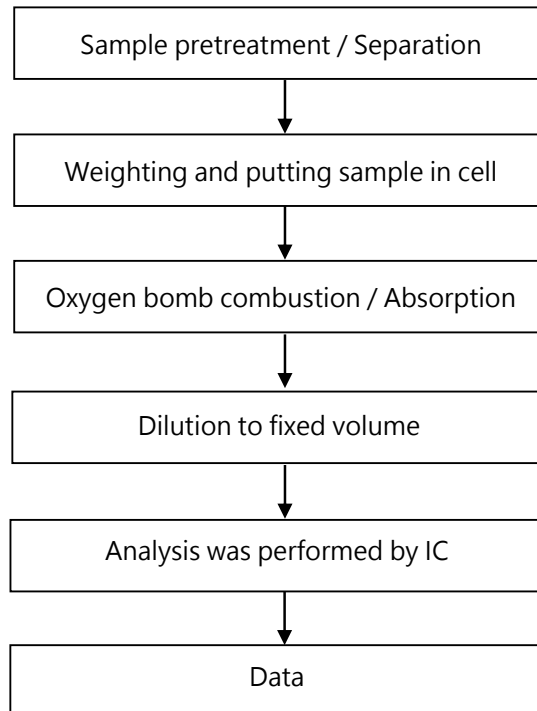 Sample pretreatment / Separation
Weighting and putting sample in cell
Oxygen bomb combustion / Absorption
Dilution to fixed volume
Analysis was performed by IC
Data